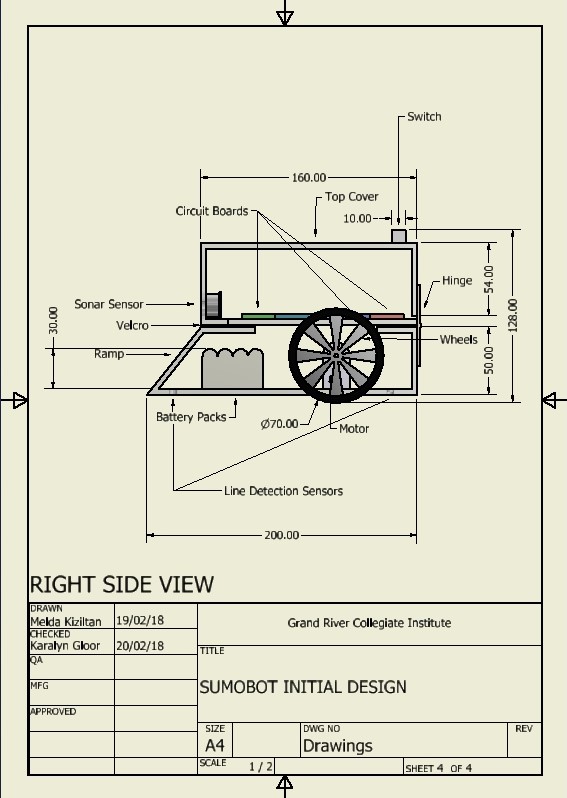 Switch
160.00
Top Cover
Circuit Boards
10.00
Hinge
54.00
128.00
Sonar Sensor
30.00
Velcro
Wheels
Ramp
50.00
Battery Packs
Ø70.00
Motor
Line Detection Sensors
200.00
RIGHT SIDE VIEW
DRAWN
Melda Kiziltan 19/02/18
Grand River Collegiate Institute
CHECKED
Karalyn Gloor 20/02/18
TITLE
QA
SUMOBOT INITIAL DESIGN
MFG
APPROVED
SIZE DWG NO REV
A4 Drawings
SCALE 1 / 2 SHEET 4 OF 4